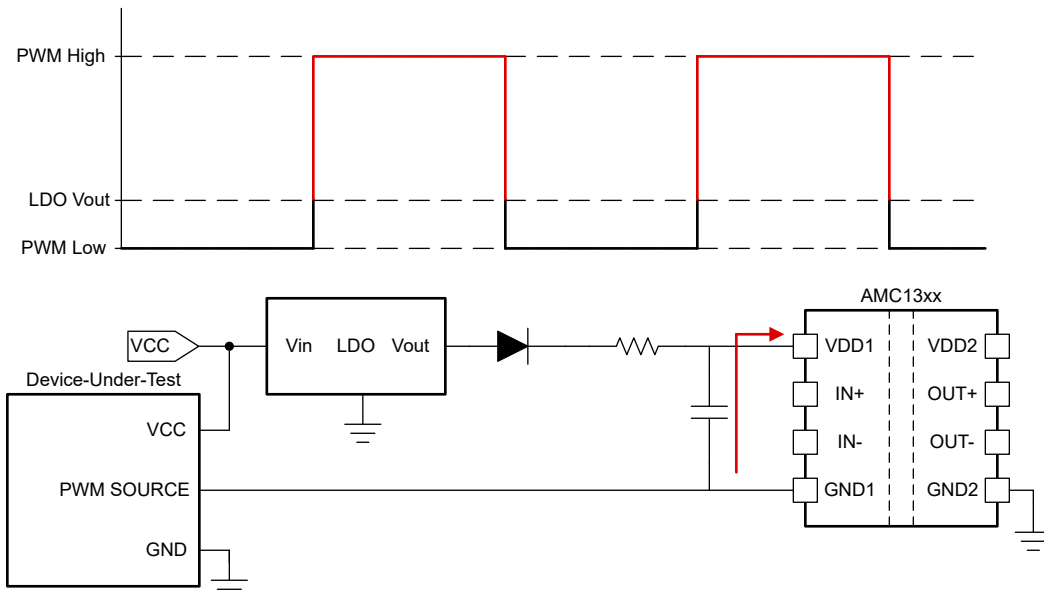 PWM High
LDO Vout
PWM Low
AMC13xx
VCC
Vin LDO Vout
VDD1 VDD2
Device-Under-Test
IN+ OUT+
VCC
IN- OUT-
PWM SOURCE
GND1 GND2
GND